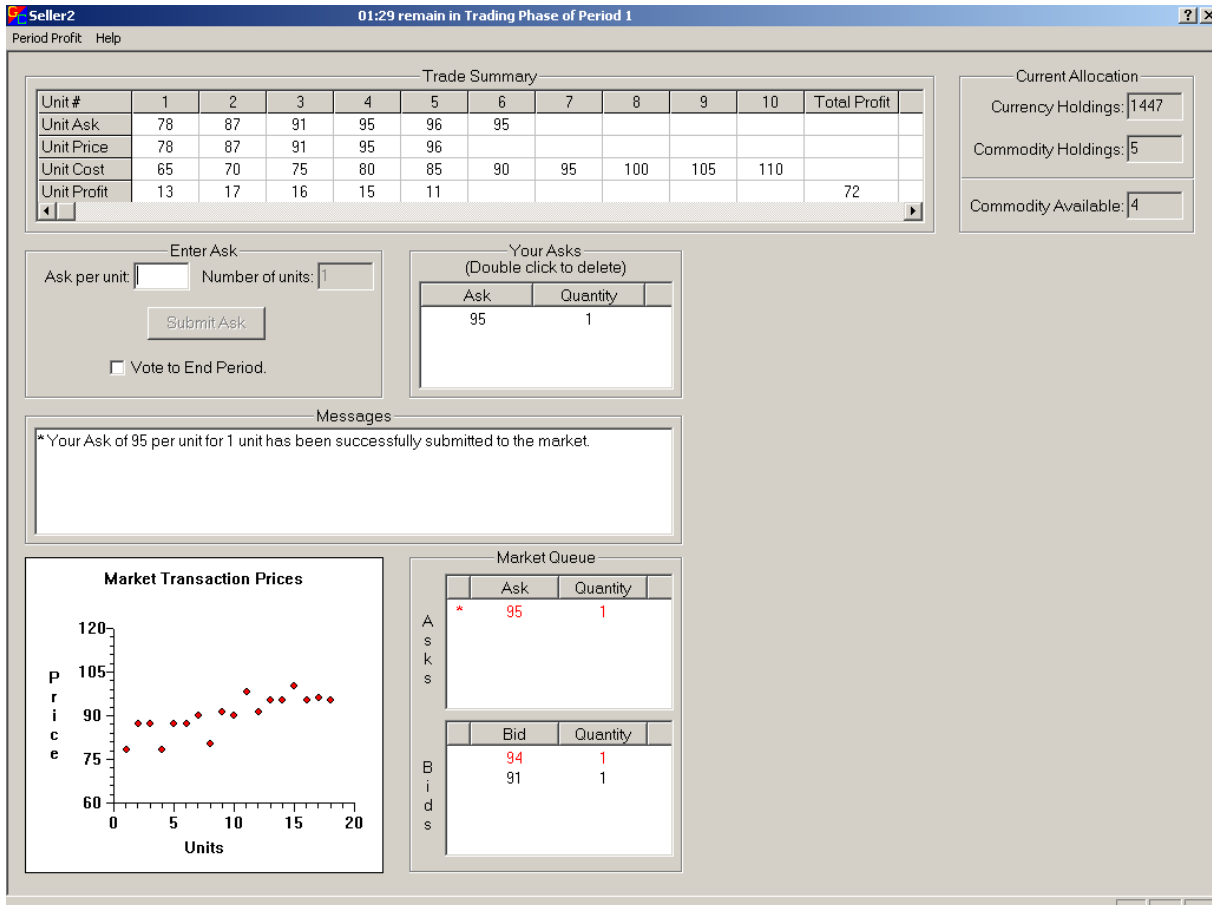 Seller2 01:29 remain in Trading Phase of Period 1
Period Profit Help
Trade Summary
Unit # 1 2 3 4 5 6 7 8 9 10 Total Profit
Unit Ask 78 87 91 95 96 95
Unit Price 78 87 91 95 96
Unit Cost 65 70 75 80 85 90 95 100 105 110
Unit Profit 13 17 16 15 11 72
Current Allocation
Currency Holdings: 1447
Commodity Holdings: 5
Commodity Available: 4
Enter Ask
Ask per unit: Number of units: 1
Submit Ask
Vote to End Period.
Your Asks
(Double click to delete)
Ask Quantity
95 1
Messages
* Your Ask of 95 per unit for 1 unit has been successfully submitted to the market.
Market Transaction Prices
Price
120
105
90
75
60
0 5 10 15 20
Units
Market Queue
Asks
Ask Quantity
* 95 1
Bids
Bid Quantity
94 1
91 1